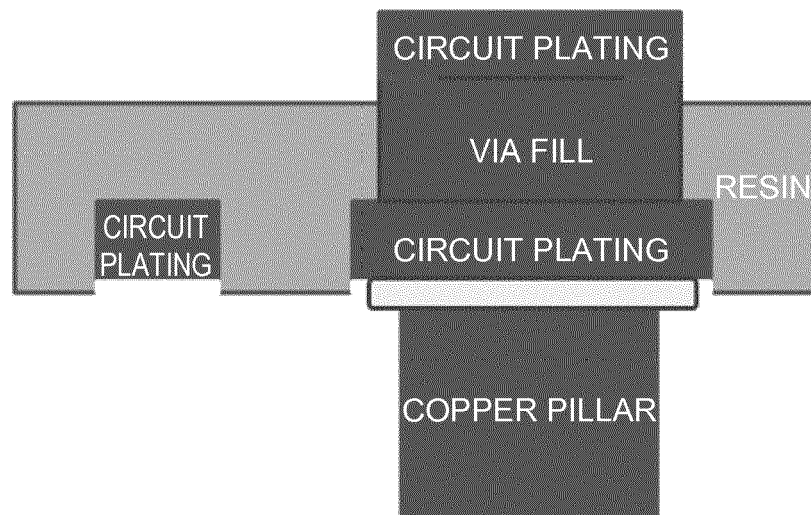 CIRCUIT PLATING
VIA FILL
RESIN
CIRCUIT
PLATING
CIRCUIT PLATING
COPPER PILLAR